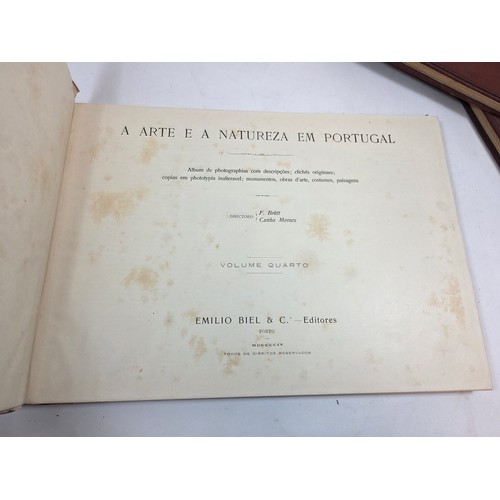 A ARTE E A NATUREZA EM PORTUGAL
Album de photographias com descripções; clichés originaes;
copias em phototypia inalteravel; monumentos, obras d'arte, costumes, paisagens
DIRECTORES F. Brütt
Cunha Moraes
VOLUME QUARTO
EMILIO BIEL & C.ª—Editores
PORTO
TODOS OS DIREITOS RESERVADOS